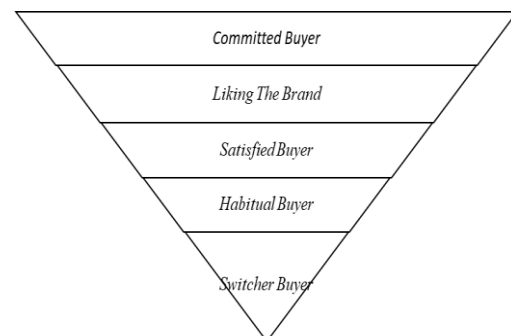 Committed Buyer
Liking The Brand
Satisfied Buyer
Habitual Buyer
Switcher Buyer